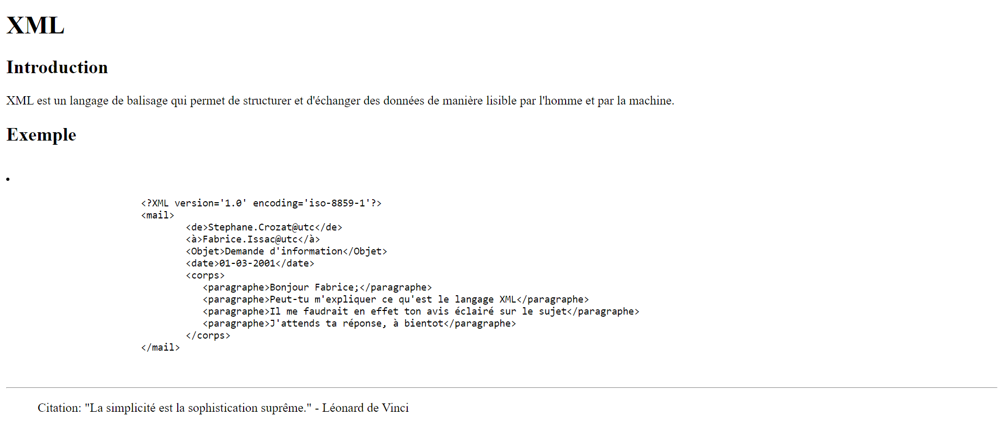 XML
Introduction
XML est un langage de balisage qui permet de structurer et d'échanger des données de manière lisible par l'homme et par la machine.
Exemple
•
<?XML version='1.0' encoding='iso-8859-1'?>
<mail>
<de>Stephane.Crozat@utc</de>
<à>Fabrice.Issac@utc</à>
<Objet>Demande d'information</Objet>
<date>01-03-2001</date>
<corps>
<paragraphe>Bonjour Fabrice;</paragraphe>
<paragraphe>Peut-tu m'expliquer ce qu'est le langage XML</paragraphe>
<paragraphe>Il me faudrait en effet ton avis éclairé sur le sujet</paragraphe>
<paragraphe>J'attends ta réponse, à bientot</paragraphe>
</corps>
</mail>
Citation: "La simplicité est la sophistication suprême." - Léonard de Vinci